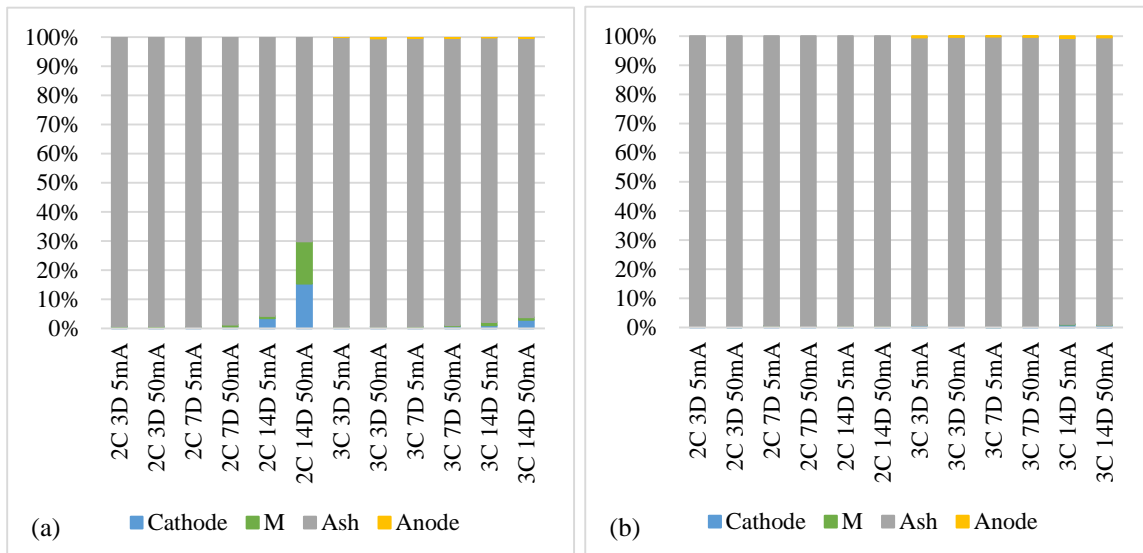 100%
90%
80%
70%
60%
50%
40%
30%
20%
10%
0%
2C 3D 5mA
2C 3D 50mA
2C 7D 5mA
2C 7D 50mA
2C 14D 5mA
2C 14D 50mA
3C 3D 5mA
3C 3D 50mA
3C 7D 5mA
3C 7D 50mA
3C 14D 5mA
3C 14D 50mA
(a)
Cathode M Ash Anode
100%
90%
80%
70%
60%
50%
40%
30%
20%
10%
0%
2C 3D 5mA
2C 3D 50mA
2C 7D 5mA
2C 7D 50mA
2C 14D 5mA
2C 14D 50mA
3C 3D 5mA
3C 3D 50mA
3C 7D 5mA
3C 7D 50mA
3C 14D 5mA
3C 14D 50mA
(b)
Cathode M Ash Anode